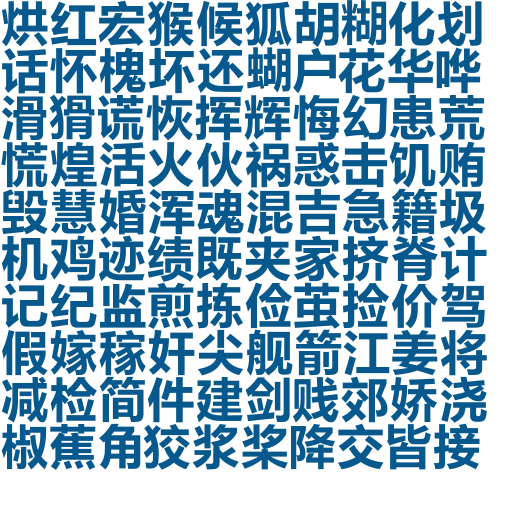 烘红宏猴候狐胡糊化划
话怀槐坏还蝴户花华哗
滑猾谎恢挥辉悔幻患荒
慌煌活火伙祸惑击饥贿
毁慧婚浑魂混吉急籍圾
机鸡迹绩既夹家挤脊计
记纪监煎拣俭茧捡价驾
假嫁稼奸尖舰箭江姜将
减检简件建剑贱郊娇浇
椒蕉角狡浆桨降交皆接